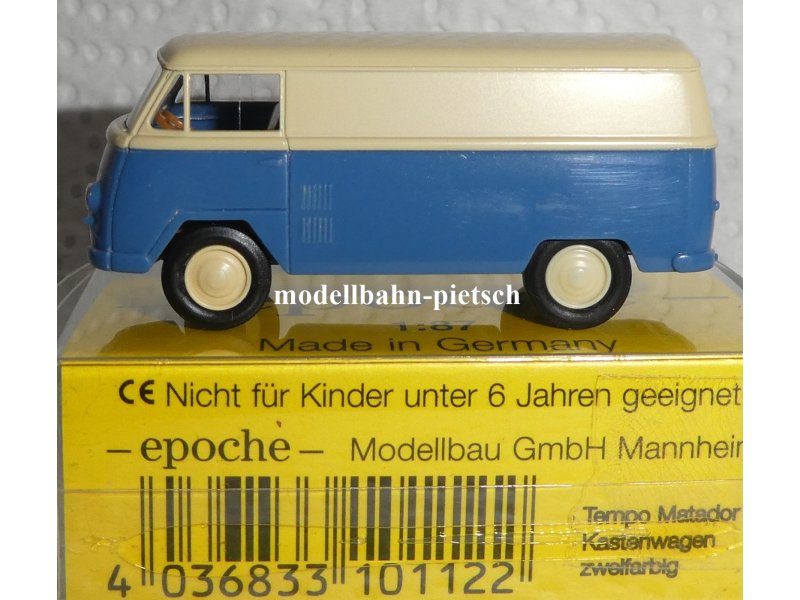 modellbahn-pietsch
1:87
Made in Germany
CE Nicht für Kinder unter 6 Jahren geeignet
– epoche – Modellbau GmbH Mannheim
Tempo Matador
Kastenwagen
zweifarbig
4 036833 101122